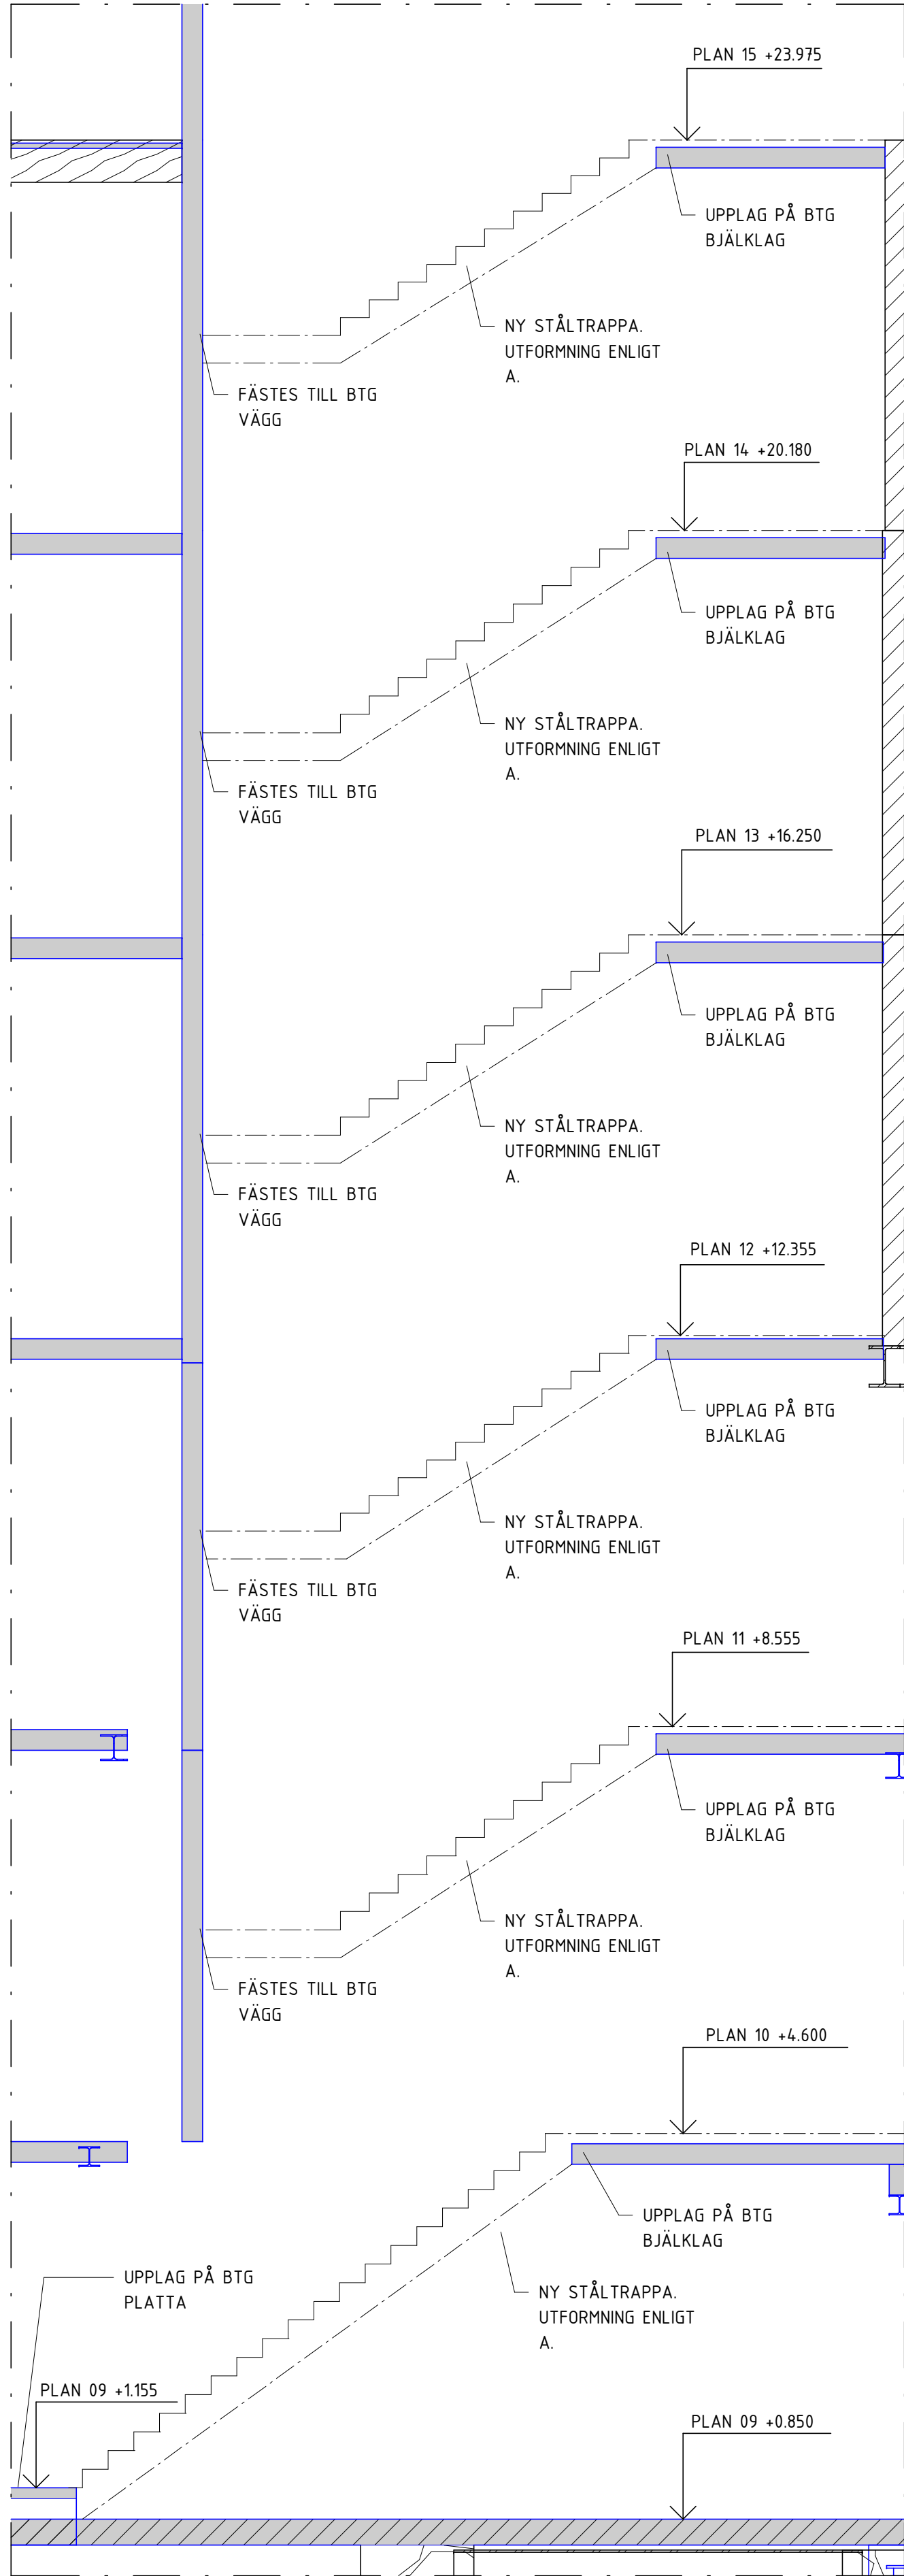 PLAN 15 +23.975
UPPLAG PÅ BTG
BJÄLKLAG
NY STÅLTRAPPA.
UTFORMNING ENLIGT
A.
FÄSTES TILL BTG
VÄGG
PLAN 14 +20.180
UPPLAG PÅ BTG
BJÄLKLAG
NY STÅLTRAPPA.
UTFORMNING ENLIGT
A.
FÄSTES TILL BTG
VÄGG
PLAN 13 +16.250
UPPLAG PÅ BTG
BJÄLKLAG
NY STÅLTRAPPA.
UTFORMNING ENLIGT
A.
FÄSTES TILL BTG
VÄGG
PLAN 12 +12.355
UPPLAG PÅ BTG
BJÄLKLAG
NY STÅLTRAPPA.
UTFORMNING ENLIGT
A.
FÄSTES TILL BTG
VÄGG
PLAN 11 +8.555
UPPLAG PÅ BTG
BJÄLKLAG
NY STÅLTRAPPA.
UTFORMNING ENLIGT
A.
FÄSTES TILL BTG
VÄGG
PLAN 10 +4.600
UPPLAG PÅ BTG
BJÄLKLAG
UPPLAG PÅ BTG
PLATTA
NY STÅLTRAPPA.
UTFORMNING ENLIGT
A.
PLAN 09 +1.155
PLAN 09 +0.850